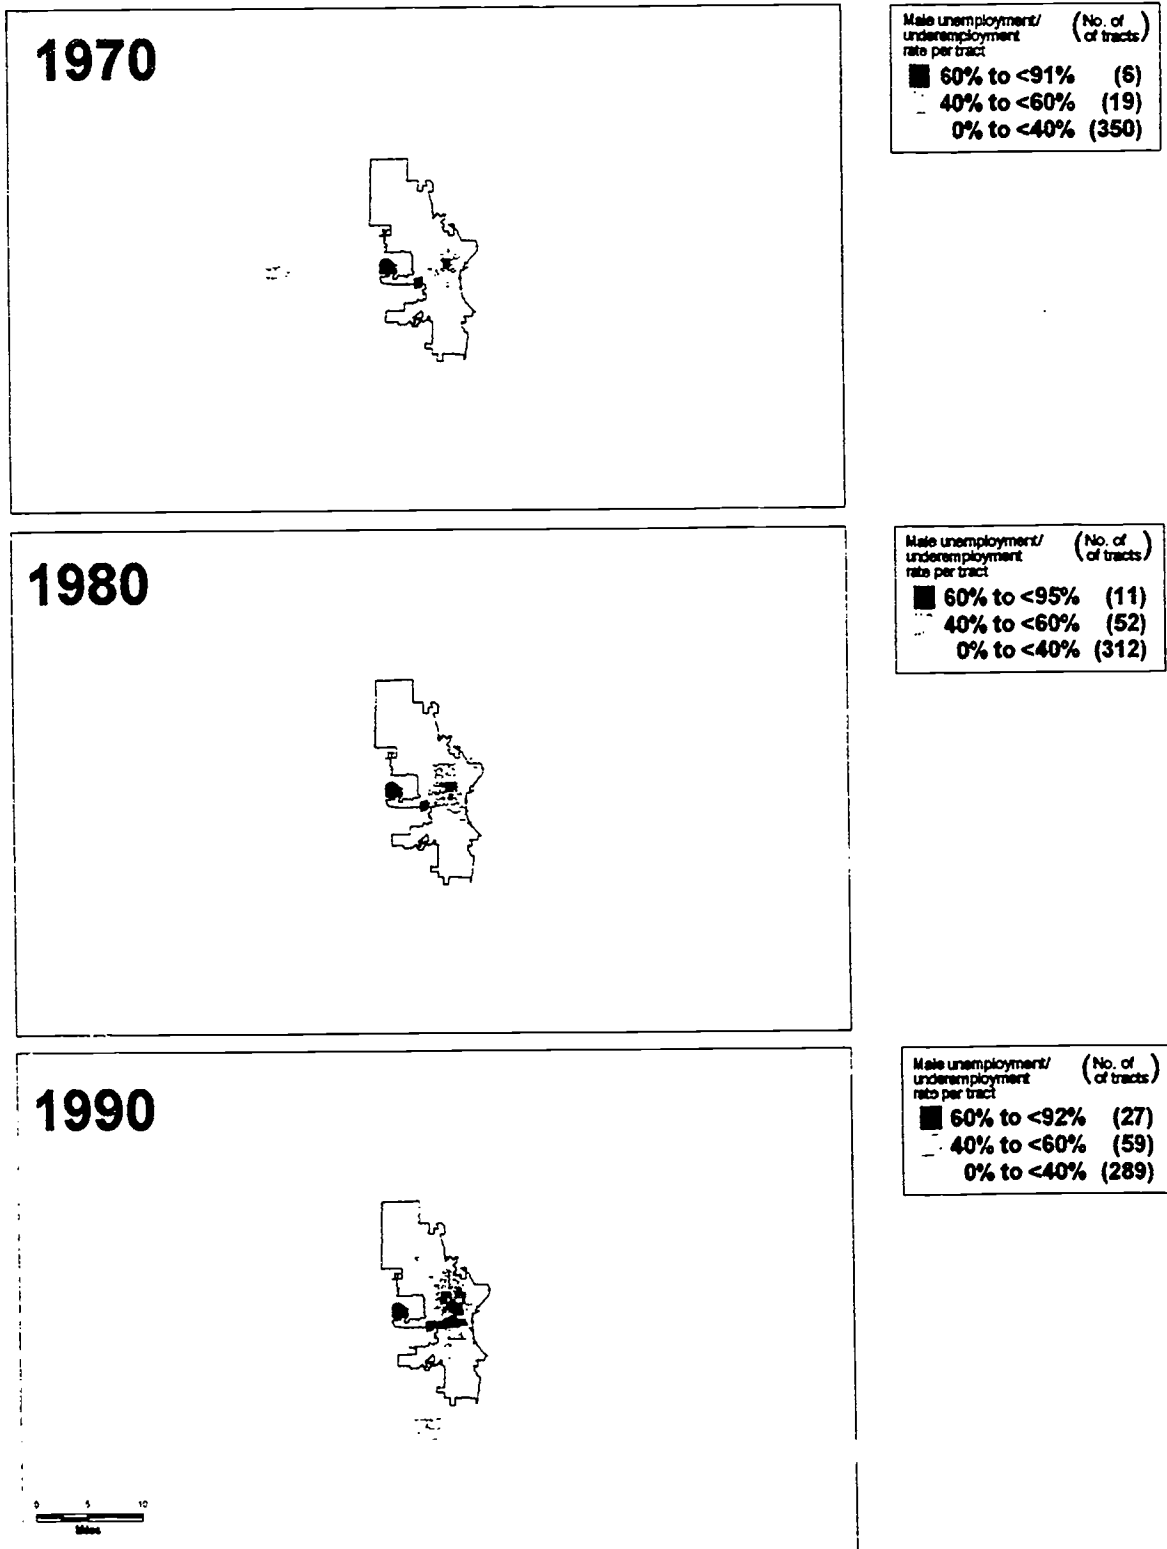 1970
Male unemployment/ (No. of
underemployment of tracts)
rate per tract
60% to <91% (6)
40% to <60% (19)
0% to <40% (350)
1980
Male unemployment/ (No. of
underemployment of tracts)
rate per tract
60% to <95% (11)
40% to <60% (52)
0% to <40% (312)
1990
Male unemployment/ (No. of
underemployment of tracts)
rate per tract
60% to <92% (27)
40% to <60% (59)
0% to <40% (289)
0 5 10
Miles